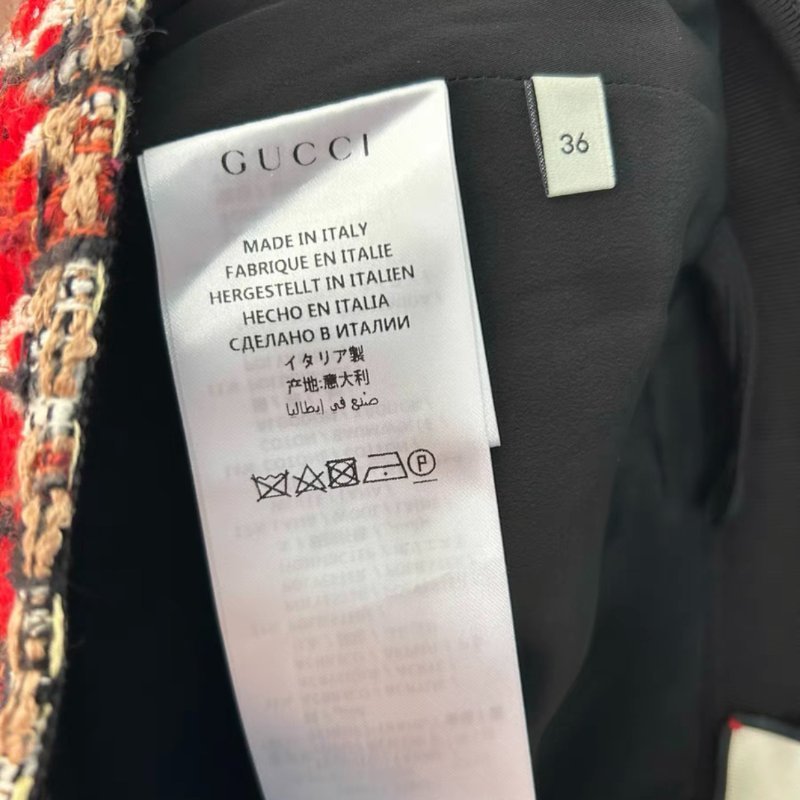 GUCCI
MADE IN ITALY
FABRIQUE EN ITALIE
HERGESTELLT IN ITALIEN
HECHO EN ITALIA
СДЕЛАНО В ИТАЛИИ
イタリア製
产地:意大利
صنع في إيطاليا
P
36